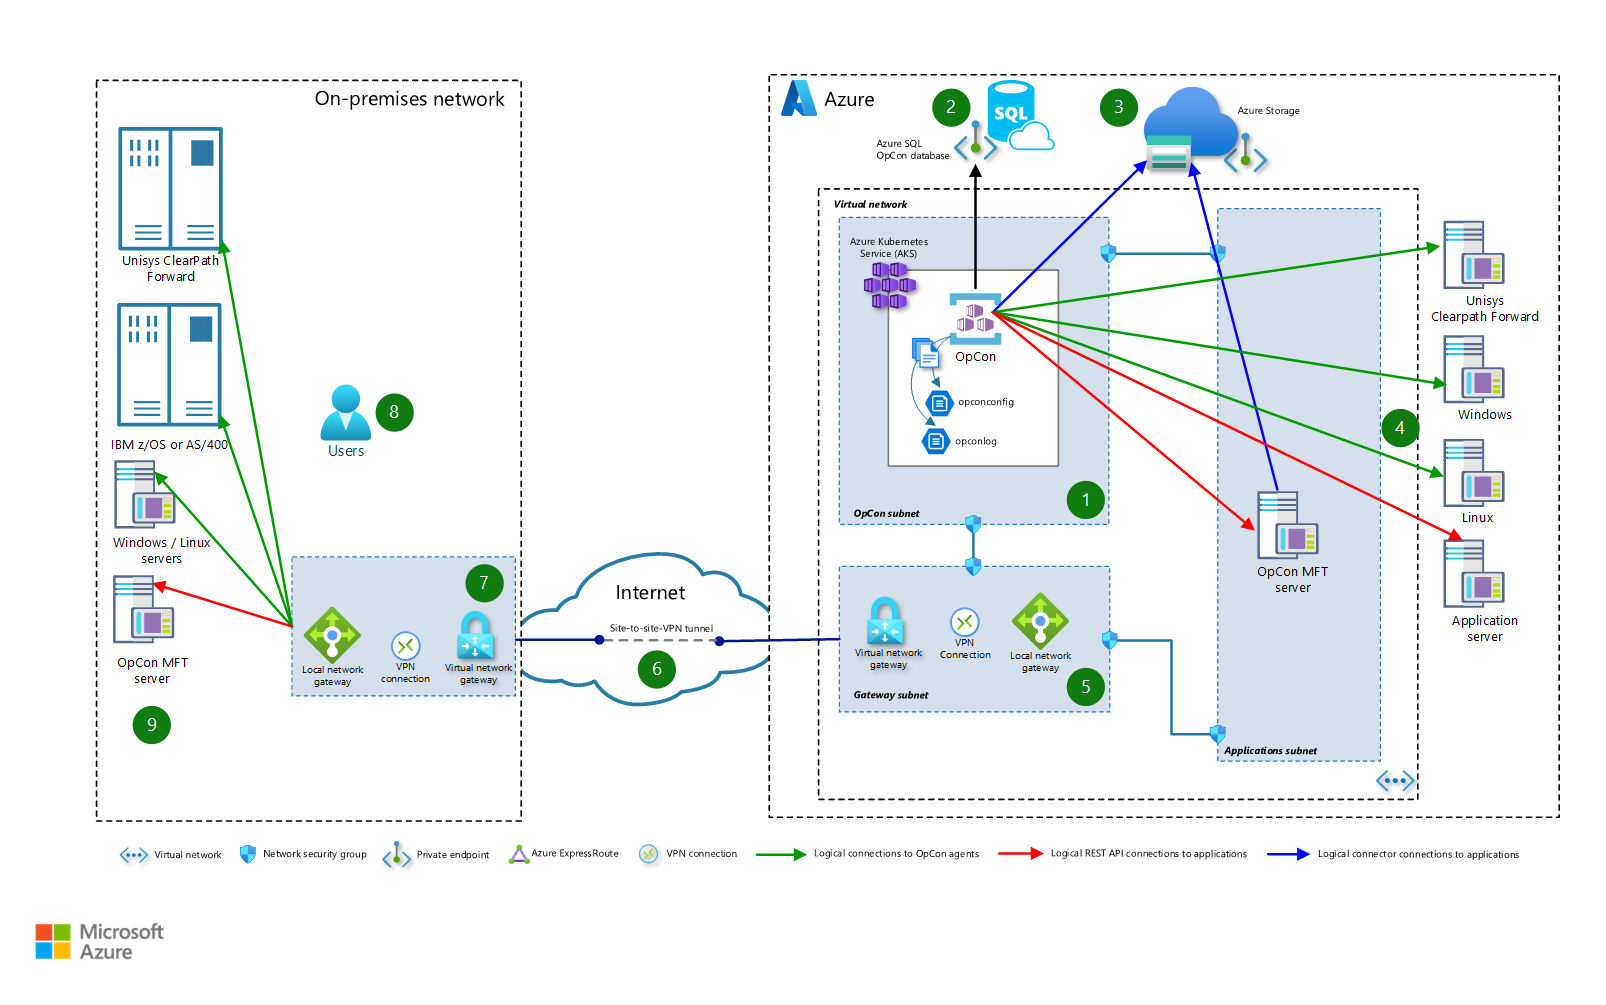 On-premises network
Unisys ClearPath
Forward
IBM z/OS or AS/400
Windows / Linux
servers
OpCon MFT
server
9
Users
8
7
Local network
gateway
VPN
connection
Virtual network
gateway
Internet
Site-to-site-VPN tunnel
6
Azure
2
SQL
Azure SQL
OpCon database
3
Azure Storage
Virtual network
Azure Kubernetes
Service (AKS)
OpCon
opconconfig
opconlog
1
OpCon subnet
Virtual network
gateway
VPN
Connection
Local network
gateway
Gateway subnet
5
OpCon MFT
server
Applications subnet
4
Unisys
Clearpath Forward
Windows
Linux
Application
server
Virtual network
Network security group
Private endpoint
Azure ExpressRoute
VPN connection
Logical connections to OpCon agents
Logical REST API connections to applications
Logical connector connections to applications
Microsoft
Azure